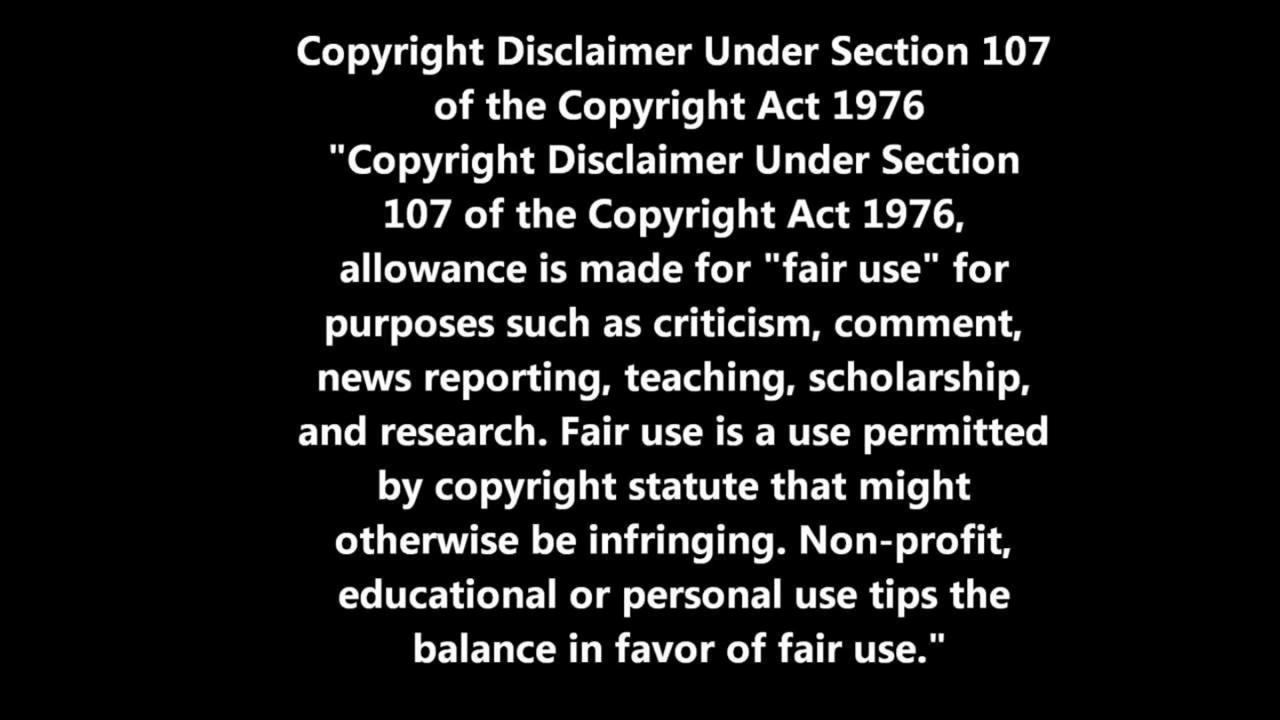 Copyright Disclaimer Under Section 107
of the Copyright Act 1976
"Copyright Disclaimer Under Section
107 of the Copyright Act 1976,
allowance is made for "fair use" for
purposes such as criticism, comment,
news reporting, teaching, scholarship,
and research. Fair use is a use permitted
by copyright statute that might
otherwise be infringing. Non-profit,
educational or personal use tips the
balance in favor of fair use."